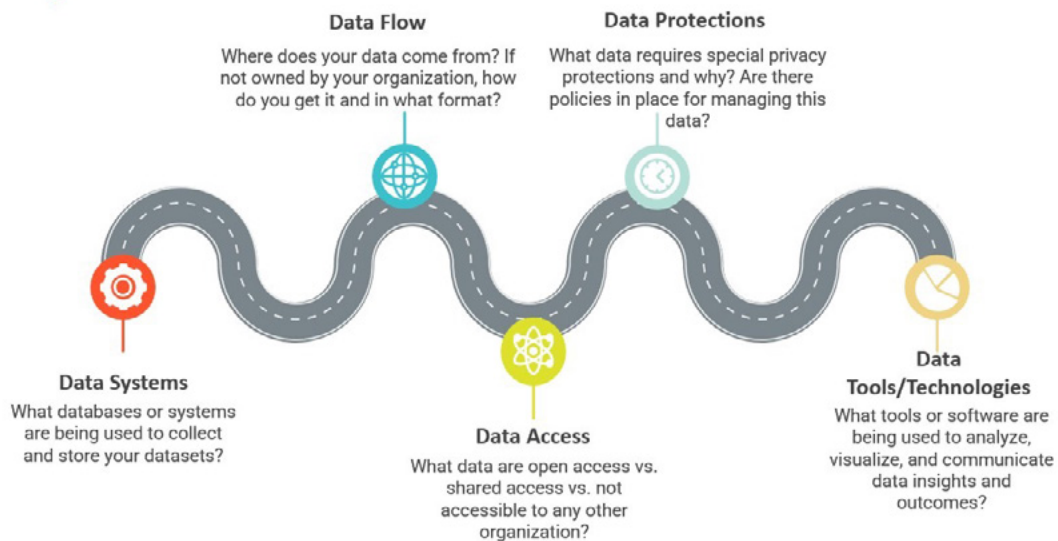 Data Flow
Where does your data come from? If
not owned by your organization, how
do you get it and in what format?
Data Protections
What data requires special privacy
protections and why? Are there
policies in place for managing this
data?
Data Systems
What databases or systems
are being used to collect
and store your datasets?
Data Access
What data are open access vs.
shared access vs. not
accessible to any other
organization?
Data
Tools/Technologies
What tools or software are
being used to analyze,
visualize, and communicate
data insights and
outcomes?